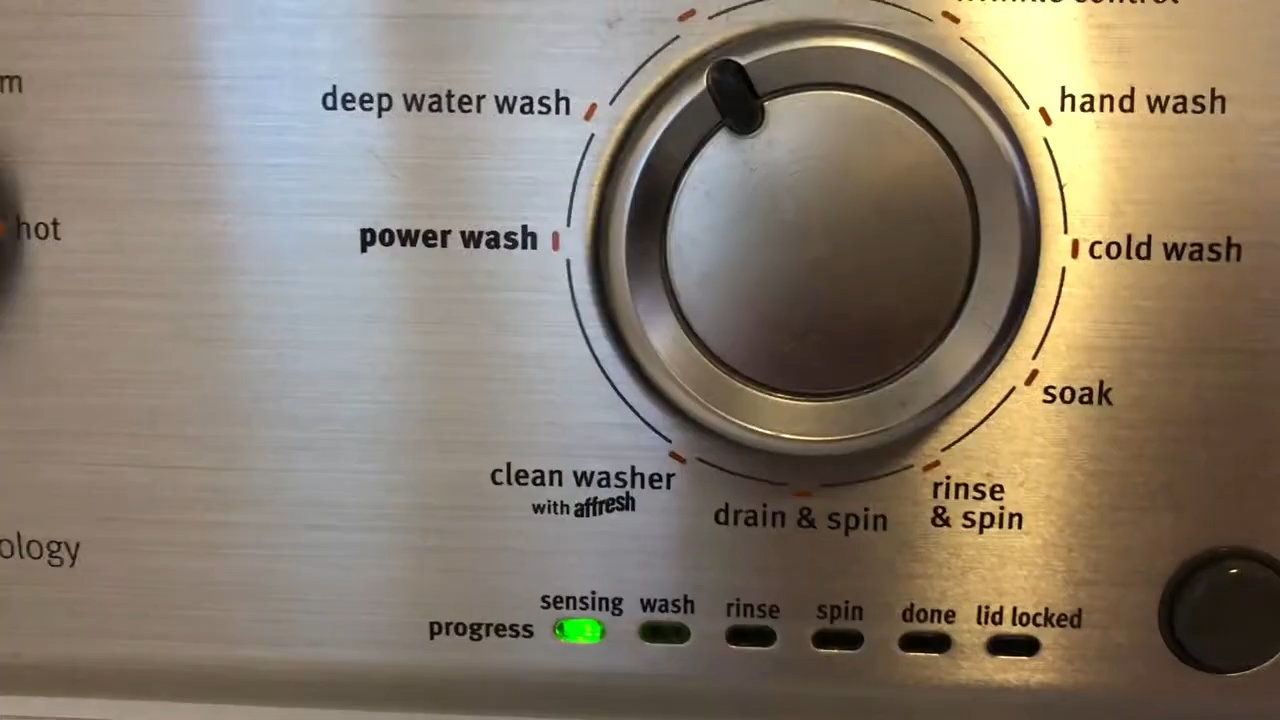 control
m
deep water wash
hand wash
hot
power wash
cold wash
soak
clean washer
with affresh
rinse
& spin
drain & spin
ology
sensing
wash
rinse
spin
done
lid locked
progress